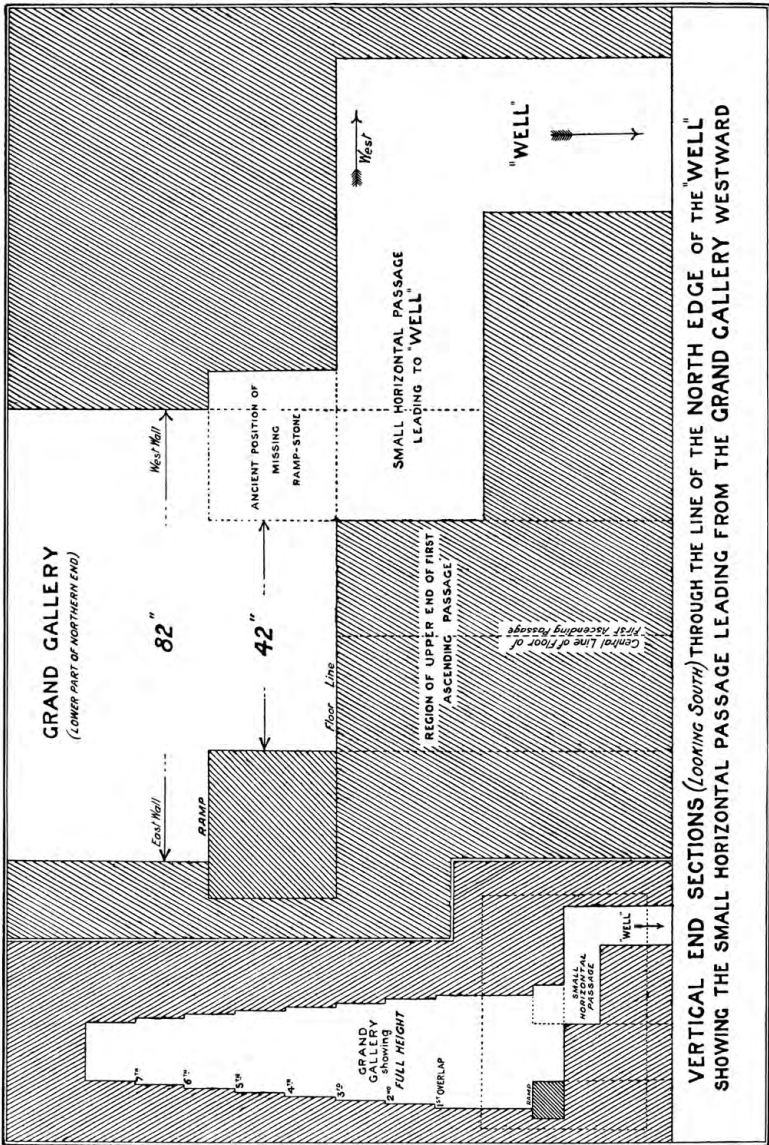 GRAND GALLERY
(LOWER PART OF NORTHERN END)
East Wall
West Wall
82"
RAMP
42"
ANCIENT POSITION OF
MISSING
RAMP-STONE
Floor Line
West
SMALL HORIZONTAL PASSAGE
LEADING TO "WELL"
"WELL"
REGION OF UPPER END OF FIRST
ASCENDING PASSAGE
Central Line of Floor of
First Ascending Passage
7TH
6TH
5TH
4TH
3RD
2ND
1ST OVERLAP
GRAND
GALLERY
showing
FULL HEIGHT
RAMP
SMALL
HORIZONTAL
PASSAGE
"WELL"
VERTICAL END SECTIONS (LOOKING SOUTH) THROUGH THE LINE OF THE NORTH EDGE OF THE "WELL"
SHOWING THE SMALL HORIZONTAL PASSAGE LEADING FROM THE GRAND GALLERY WESTWARD